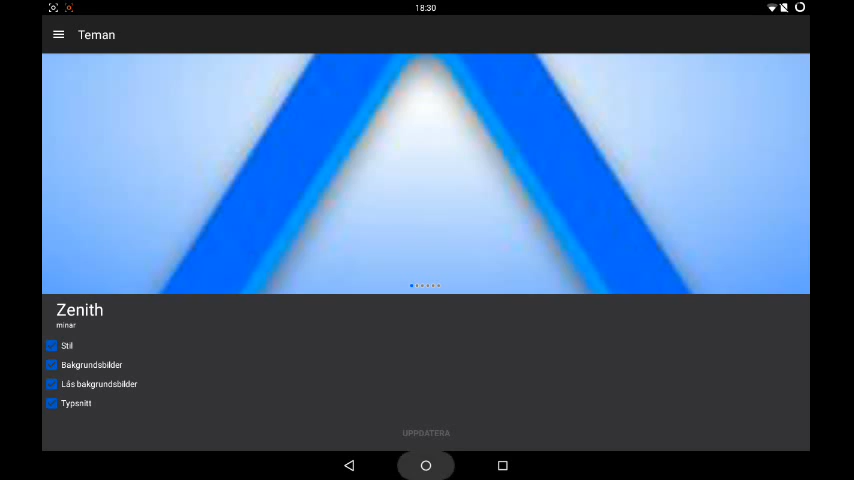 18:30
Teman
Zenith
minar
Stil
Bakgrundsbilder
Lås bakgrundsbilder
Typsnitt
UPPDATERA